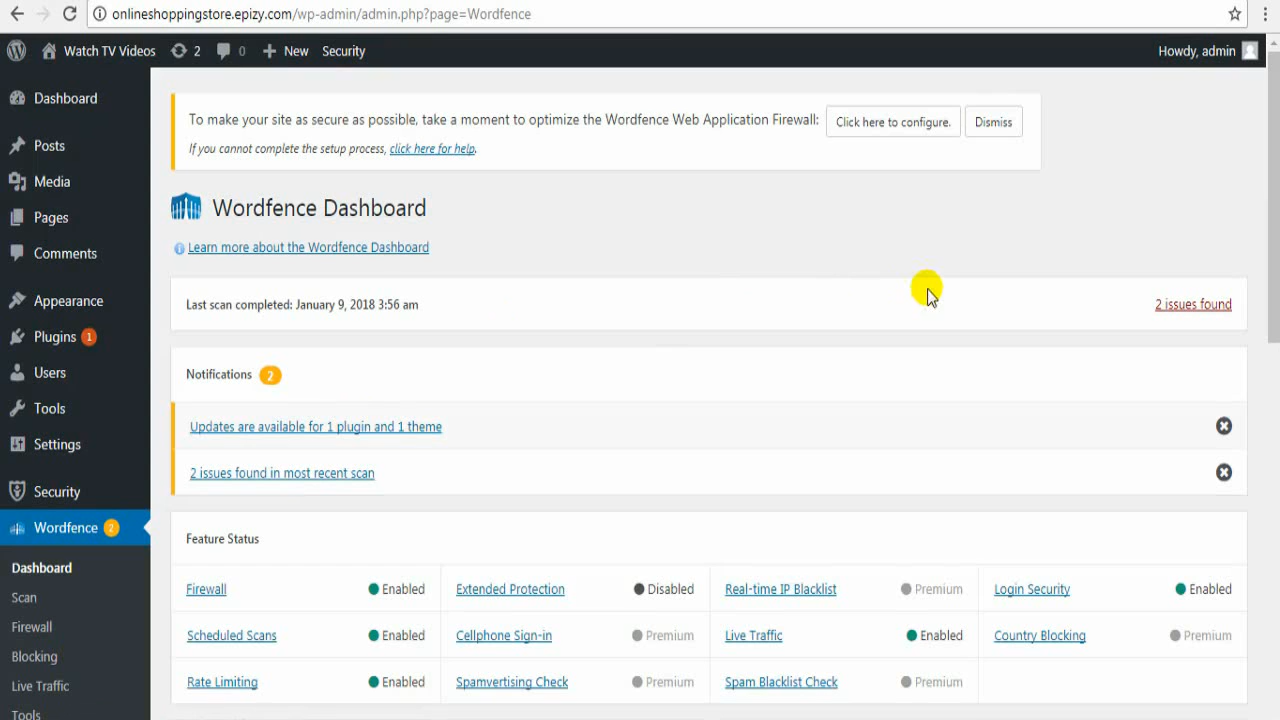 onlineshoppingstore.epizy.com/wp-admin/admin.php?page=Wordfence
Watch TV Videos 2 0 New Security Howdy, admin
Dashboard
Posts
Media
Pages
Comments
Appearance
Plugins 1
Users
Tools
Settings
Security
Wordfence 2
Dashboard
Scan
Firewall
Blocking
Live Traffic
Tools
To make your site as secure as possible, take a moment to optimize the Wordfence Web Application Firewall: Click here to configure. Dismiss
If you cannot complete the setup process, click here for help.
Wordfence Dashboard
Learn more about the Wordfence Dashboard
Last scan completed: January 9, 2018 3:56 am 2 issues found
Notifications 2
Updates are available for 1 plugin and 1 theme
2 issues found in most recent scan
Feature Status
Firewall Enabled Extended Protection Disabled Real-time IP Blacklist Premium Login Security Enabled
Scheduled Scans Enabled Cellphone Sign-in Premium Live Traffic Enabled Country Blocking Premium
Rate Limiting Enabled Spamvertising Check Premium Spam Blacklist Check Premium